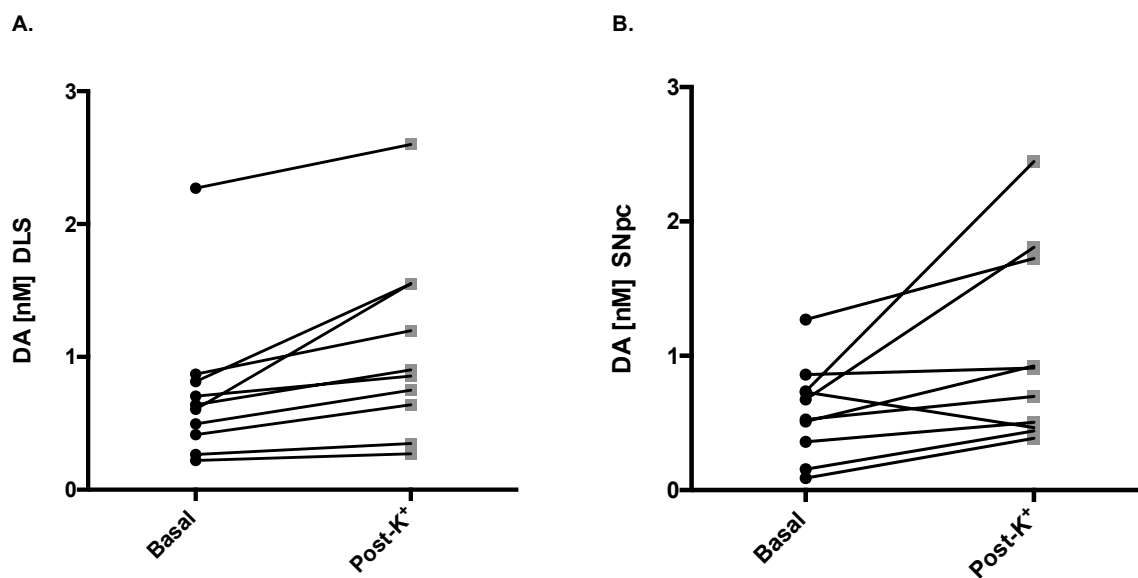 A.
B.
3
2
1
0
DA [nM] DLS
Basal
Post-K⁺
3
2
1
0
DA [nM] SNpc
Basal
Post-K⁺